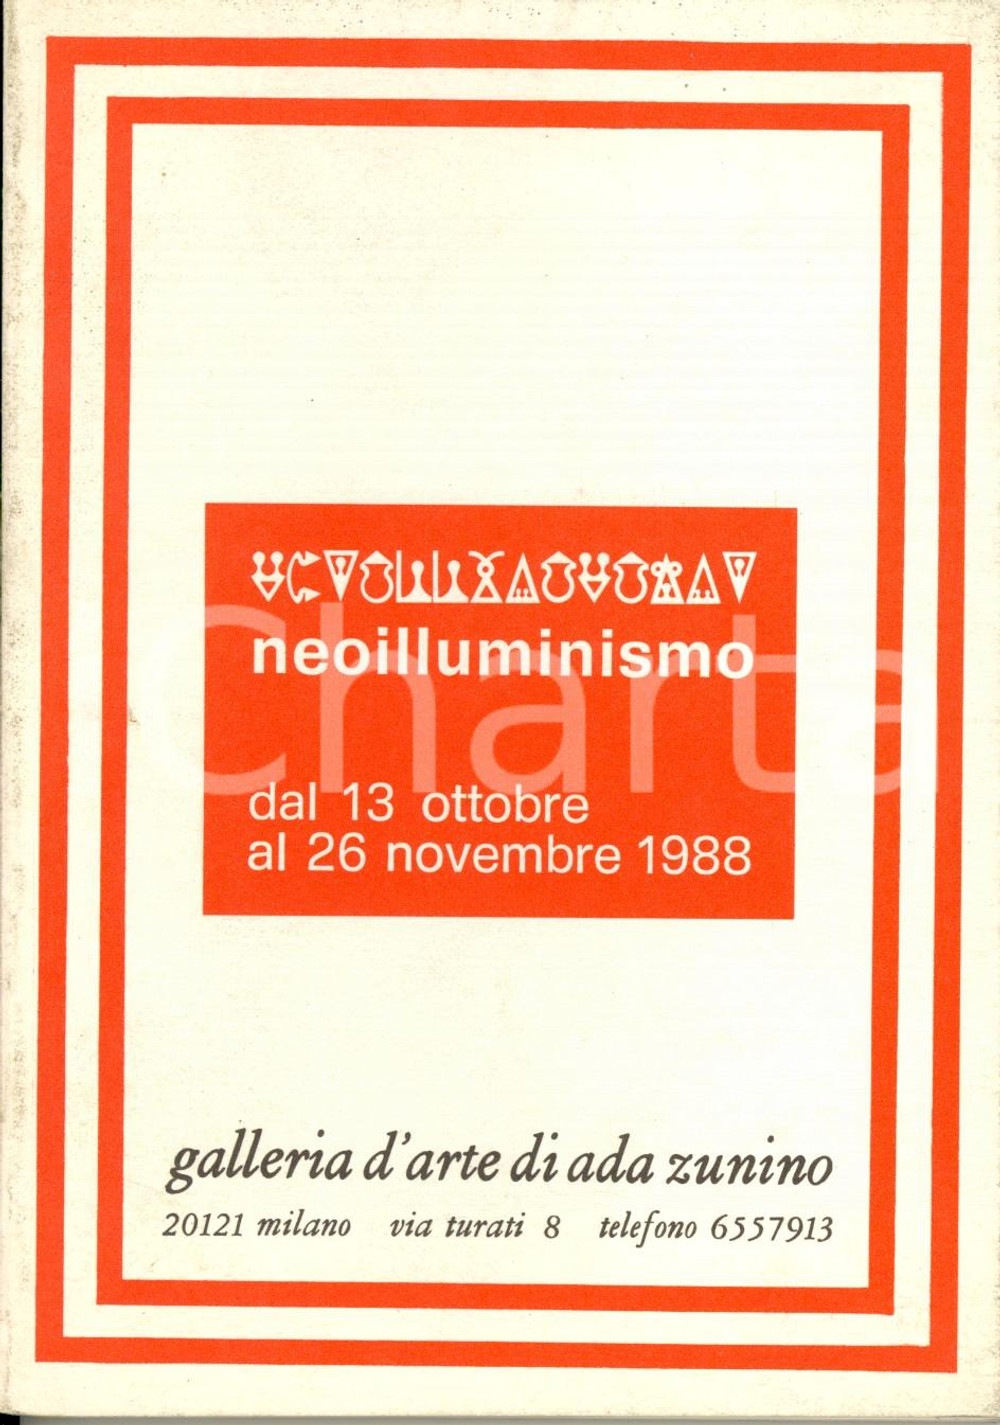 neoilluminismo
dal 13 ottobre
al 26 novembre 1988
galleria d'arte di ada zunino
20121 milano via turati 8 telefono 6557913
Charta